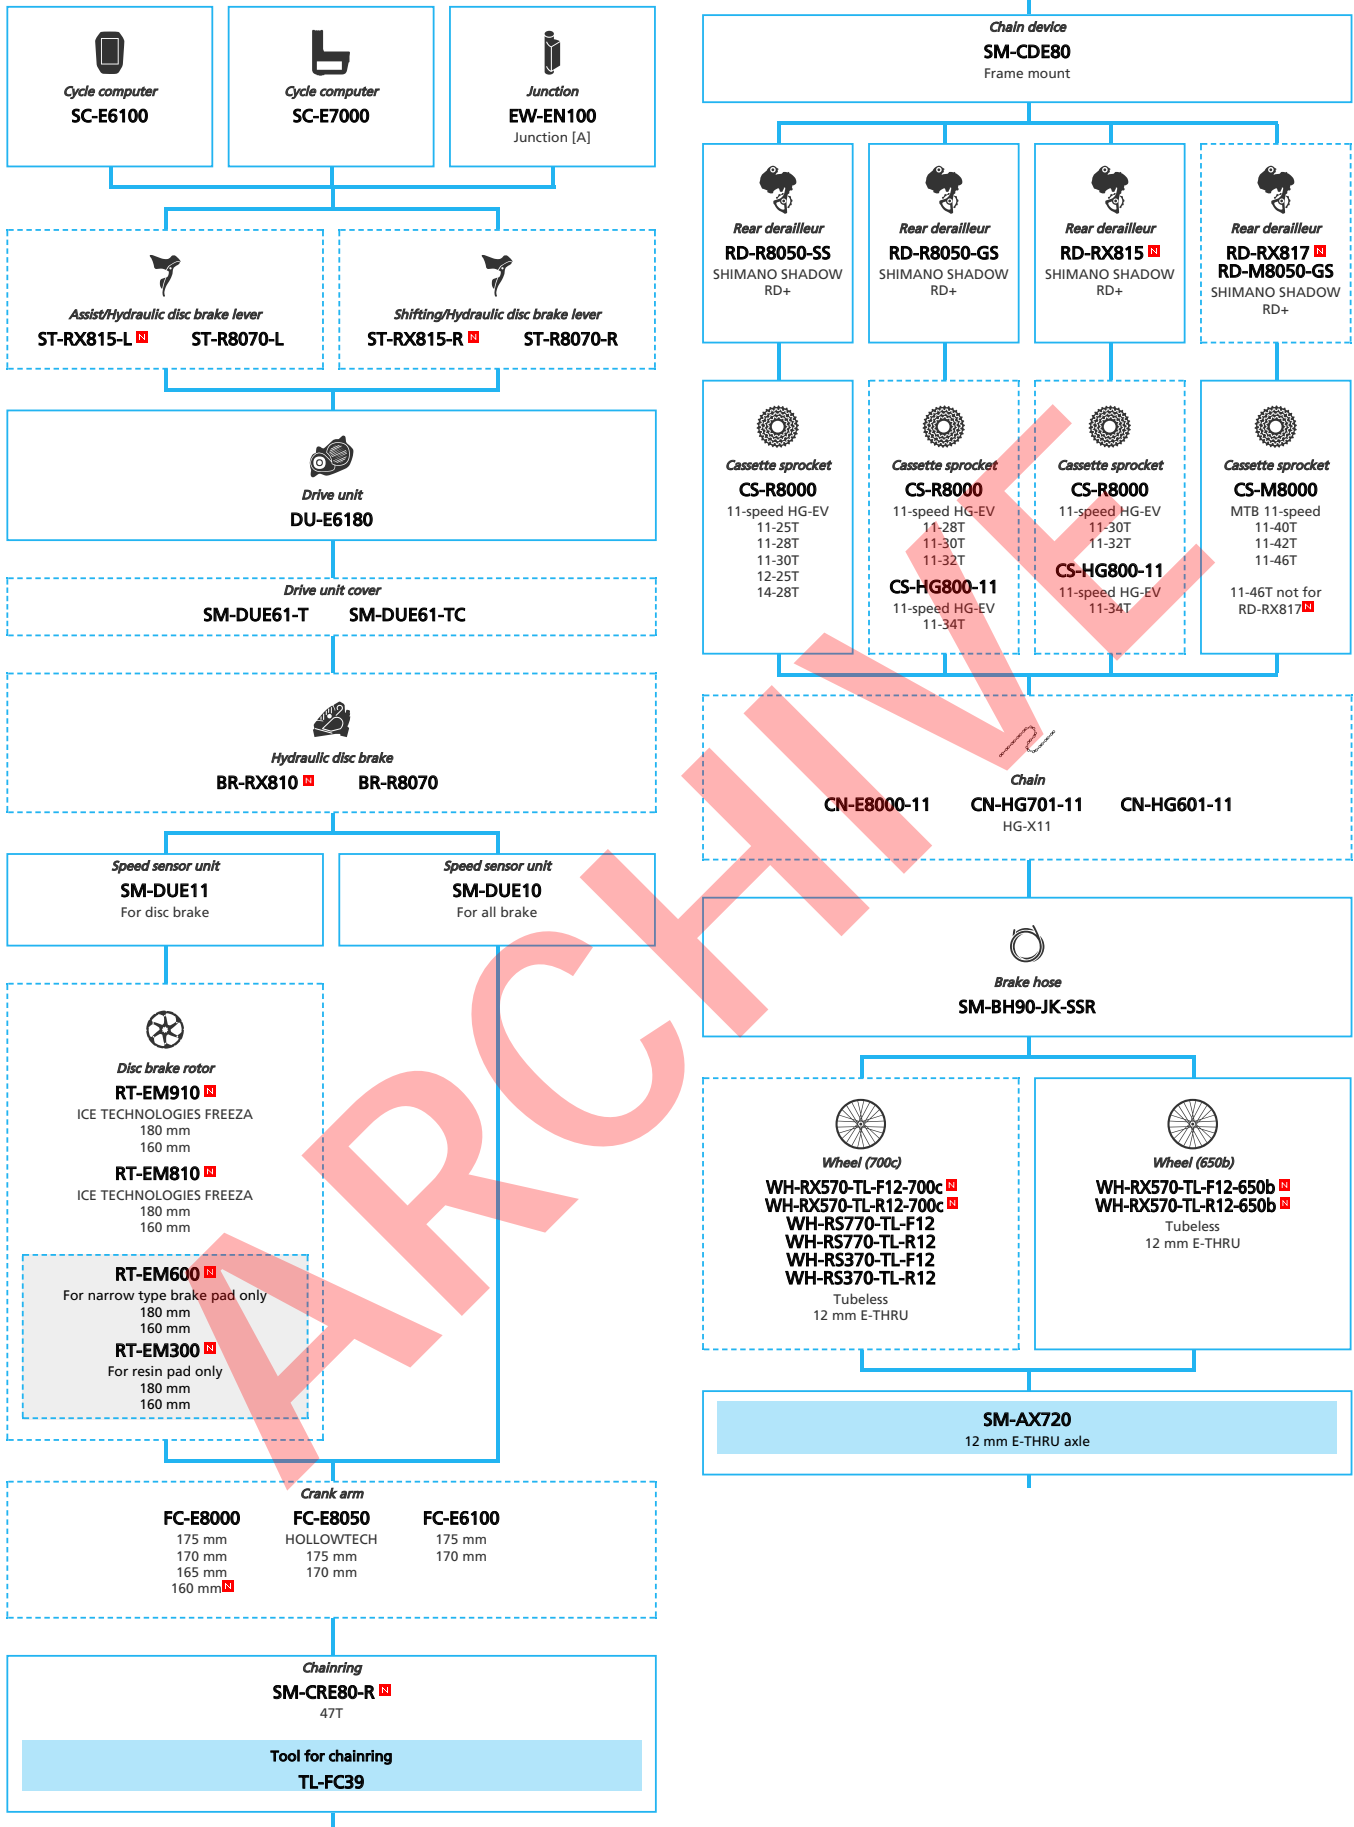 Cycle computer
SC-E6100
Cycle computer
SC-E7000
Junction
EW-EN100
Junction [A]
Assist/Hydraulic disc brake lever
ST-RX815-L N ST-R8070-L
Shifting/Hydraulic disc brake lever
ST-RX815-R N ST-R8070-R
Drive unit
DU-E6180
Drive unit cover
SM-DUE61-T SM-DUE61-TC
Hydraulic disc brake
BR-RX810 N BR-R8070
Speed sensor unit
SM-DUE11
For disc brake
Speed sensor unit
SM-DUE10
For all brake
Disc brake rotor
RT-EM910 N
ICE TECHNOLOGIES FREEZA
180 mm
160 mm
RT-EM810 N
ICE TECHNOLOGIES FREEZA
180 mm
160 mm
RT-EM600 N
For narrow type brake pad only
180 mm
160 mm
RT-EM300 N
For resin pad only
180 mm
160 mm
Crank arm
FC-E8000
175 mm
170 mm
165 mm
160 mm N
FC-E8050
HOLLOWTECH
175 mm
170 mm
FC-E6100
175 mm
170 mm
Chainring
SM-CRE80-R N
47T
Tool for chainring
TL-FC39
Chain device
SM-CDE80
Frame mount
Rear derailleur
RD-R8050-SS
SHIMANO SHADOW
RD+
Rear derailleur
RD-R8050-GS
SHIMANO SHADOW
RD+
Rear derailleur
RD-RX815 N
SHIMANO SHADOW
RD+
Rear derailleur
RD-RX817 N
RD-M8050-GS
SHIMANO SHADOW
RD+
Cassette sprocket
CS-R8000
11-speed HG-EV
11-25T
11-28T
11-30T
12-25T
14-28T
Cassette sprocket
CS-R8000
11-speed HG-EV
11-28T
11-30T
11-32T
CS-HG800-11
11-speed HG-EV
11-34T
Cassette sprocket
CS-R8000
11-speed HG-EV
11-30T
11-32T
CS-HG800-11
11-speed HG-EV
11-34T
Cassette sprocket
CS-M8000
MTB 11-speed
11-40T
11-42T
11-46T
11-46T not for
RD-RX817 N
Chain
CN-E8000-11 CN-HG701-11 CN-HG601-11
HG-X11
Brake hose
SM-BH90-JK-SSR
Wheel (700c)
WH-RX570-TL-F12-700c N
WH-RX570-TL-R12-700c N
WH-RS770-TL-F12
WH-RS770-TL-R12
WH-RS370-TL-F12
WH-RS370-TL-R12
Tubeless
12 mm E-THRU
Wheel (650b)
WH-RX570-TL-F12-650b N
WH-RX570-TL-R12-650b N
Tubeless
12 mm E-THRU
SM-AX720
12 mm E-THRU axle
ARCHIVE